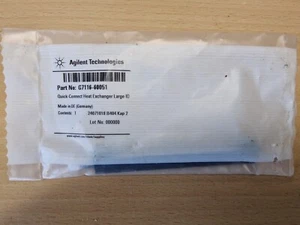 Agilent Technologies
Part No: G7116-60051
Quick Connect Heat Exchanger Large ID
Made in DE (Germany)
Contents 1
Lot No. 000000